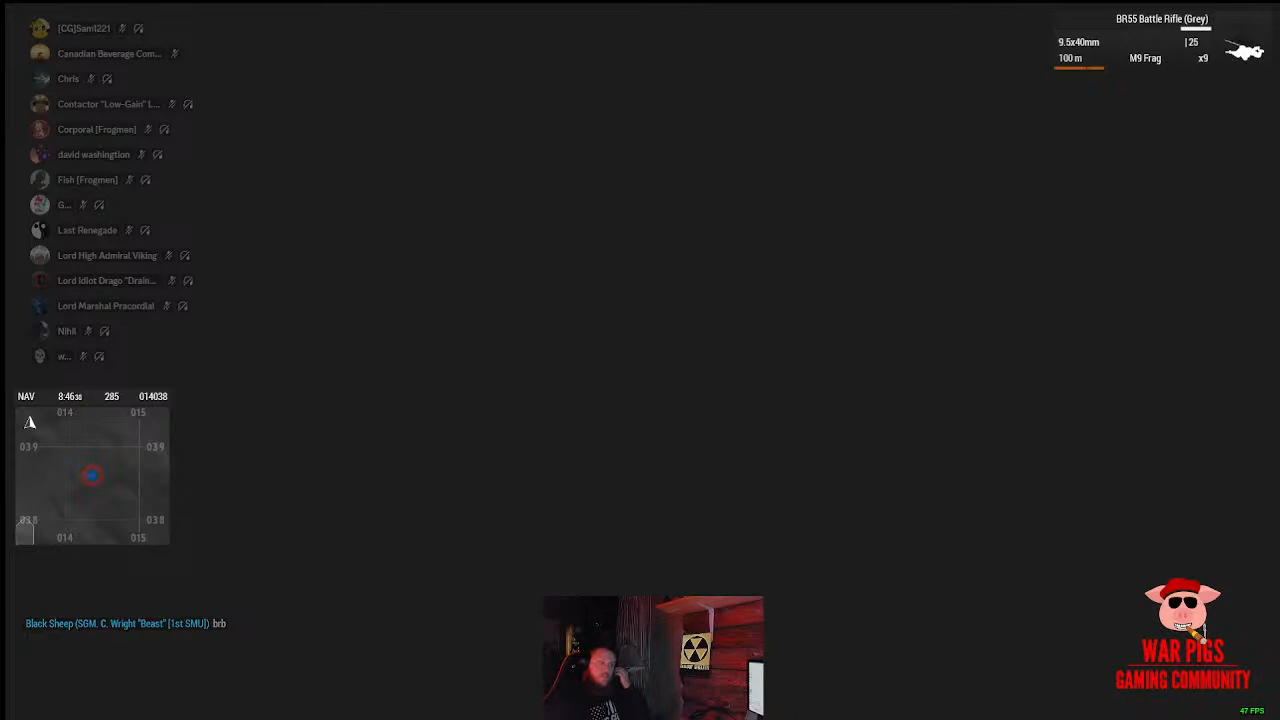 [CG]Sam1221
Canadian Beverage Com...
Chris
Contactor "Low-Gain" L...
Corporal [Frogmen]
david washingtion
Fish [Frogmen]
G...
Last Renegade
Lord High Admiral Viking
Lord Idiot Drago "Drain...
Lord Marshal Pracordial
Nihil
w...
BR55 Battle Rifle (Grey)
9.5x40mm | 25
100 m M9 Frag x9
NAV 8:46 38 285 014038
014 015
039 039
038 038
014 015
Black Sheep (SGM. C. Wright "Beast" [1st SMU]) brb
WAR PIGS
GAMING COMMUNITY
47 FPS